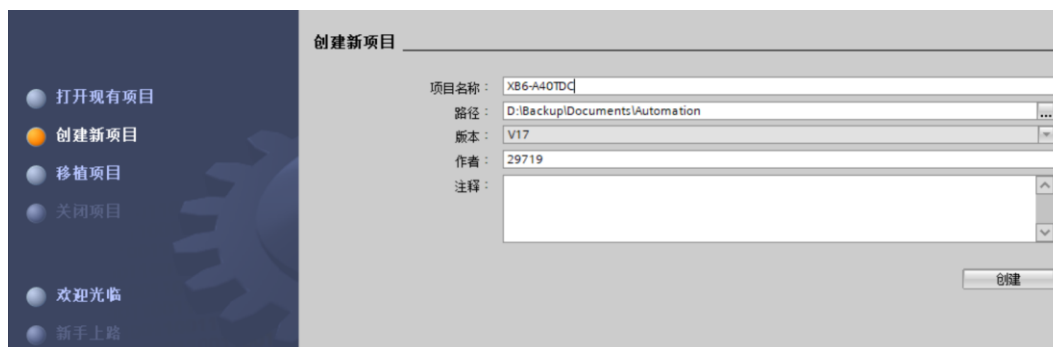 打开现有项目
创建新项目
移植项目
关闭项目
欢迎光临
新手上路
创建新项目
项目名称: XB6-A40TDC
路径: D:\Backup\Documents\Automation
...
版本: V17
作者: 29719
注释:
创建